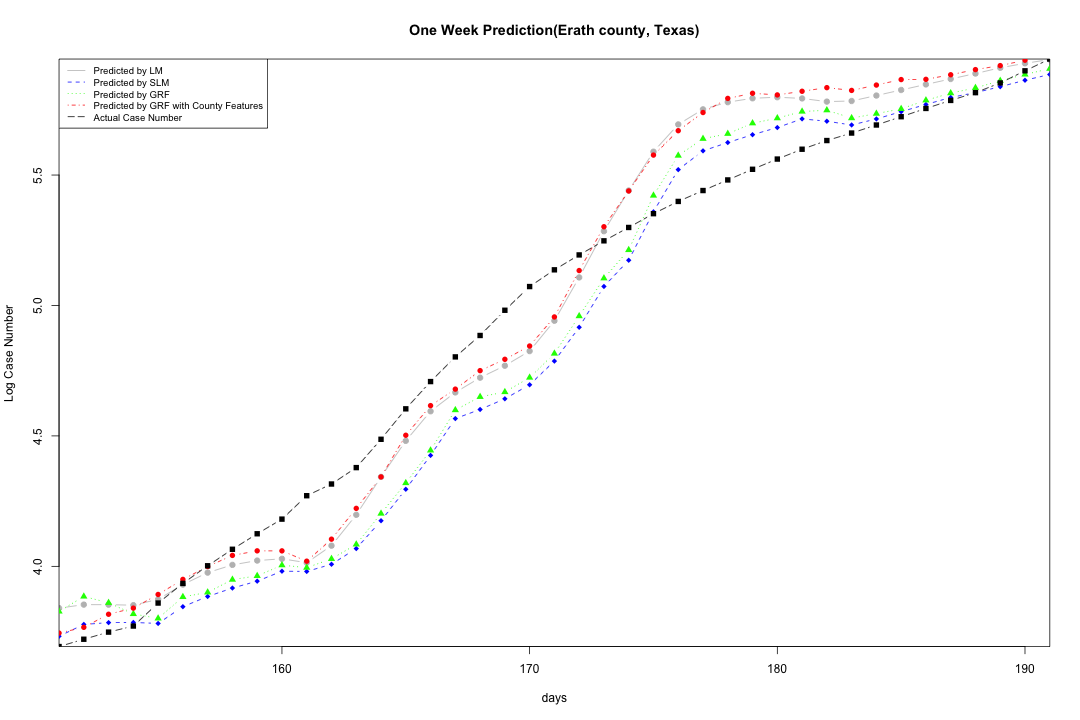 One Week Prediction(Erath county, Texas)
Predicted by LM
Predicted by SLM
Predicted by GRF
Predicted by GRF with County Features
Actual Case Number
5.5
5.0
4.5
4.0
Log Case Number
160
170
180
190
days